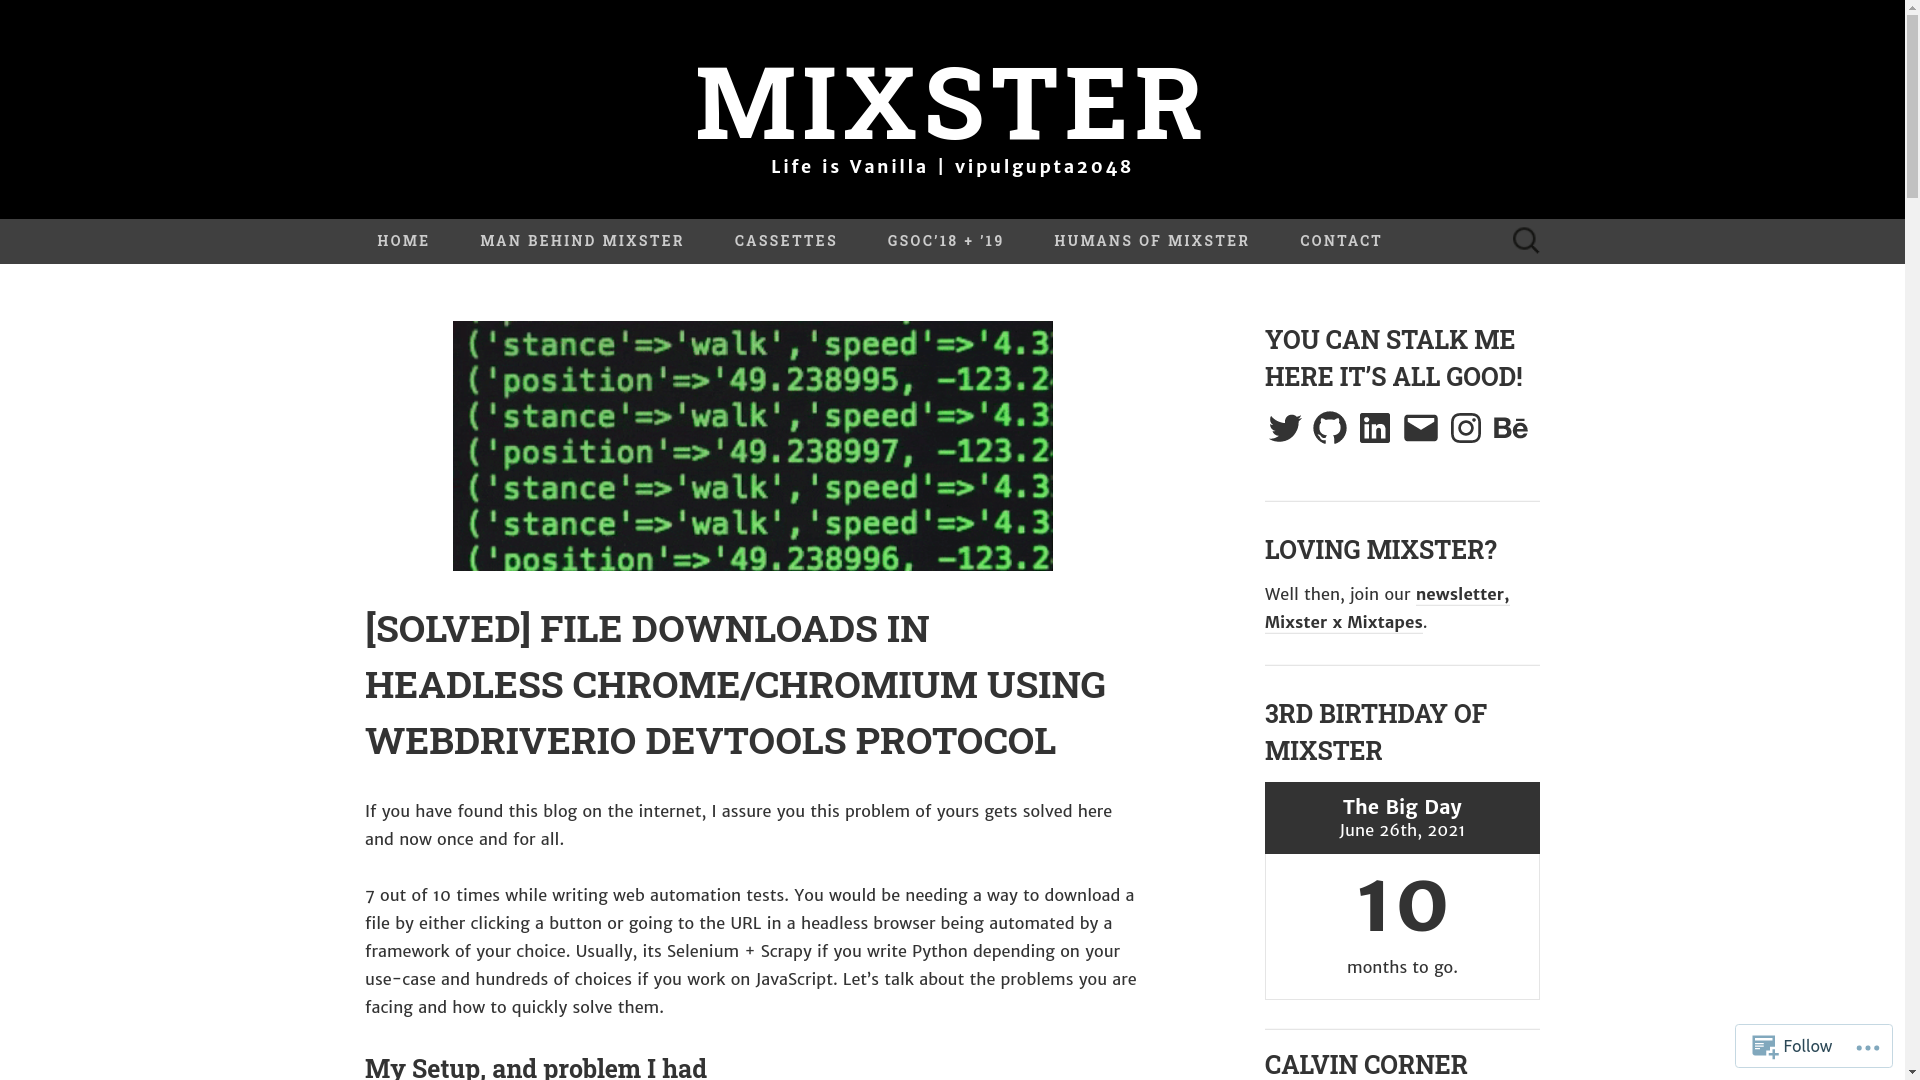 MIXSTER
Life is Vanilla | vipulgupta2048
HOME
MAN BEHIND MIXSTER
CASSETTES
GSOC’18 + ’19
HUMANS OF MIXSTER
CONTACT
('stance'=>'walk','speed'=>'4.3
('position'=>'49.238995, −123.2
('stance'=>'walk','speed'=>'4.3
('position'=>'49.238997, −123.2
('stance'=>'walk','speed'=>'4.3
('stance'=>'walk','speed'=>'4.3
('position'=>'49.238996, −123.2
[SOLVED] FILE DOWNLOADS IN
HEADLESS CHROME/CHROMIUM USING
WEBDRIVERIO DEVTOOLS PROTOCOL
If you have found this blog on the internet, I assure you this problem of yours gets solved here
and now once and for all.
7 out of 10 times while writing web automation tests. You would be needing a way to download a
file by either clicking a button or going to the URL in a headless browser being automated by a
framework of your choice. Usually, its Selenium + Scrapy if you write Python depending on your
use-case and hundreds of choices if you work on JavaScript. Let’s talk about the problems you are
facing and how to quickly solve them.
My Setup, and problem I had
YOU CAN STALK ME
HERE IT’S ALL GOOD!
LOVING MIXSTER?
Well then, join our newsletter,
Mixster x Mixtapes.
3RD BIRTHDAY OF
MIXSTER
The Big Day
June 26th, 2021
10
months to go.
CALVIN CORNER
Follow